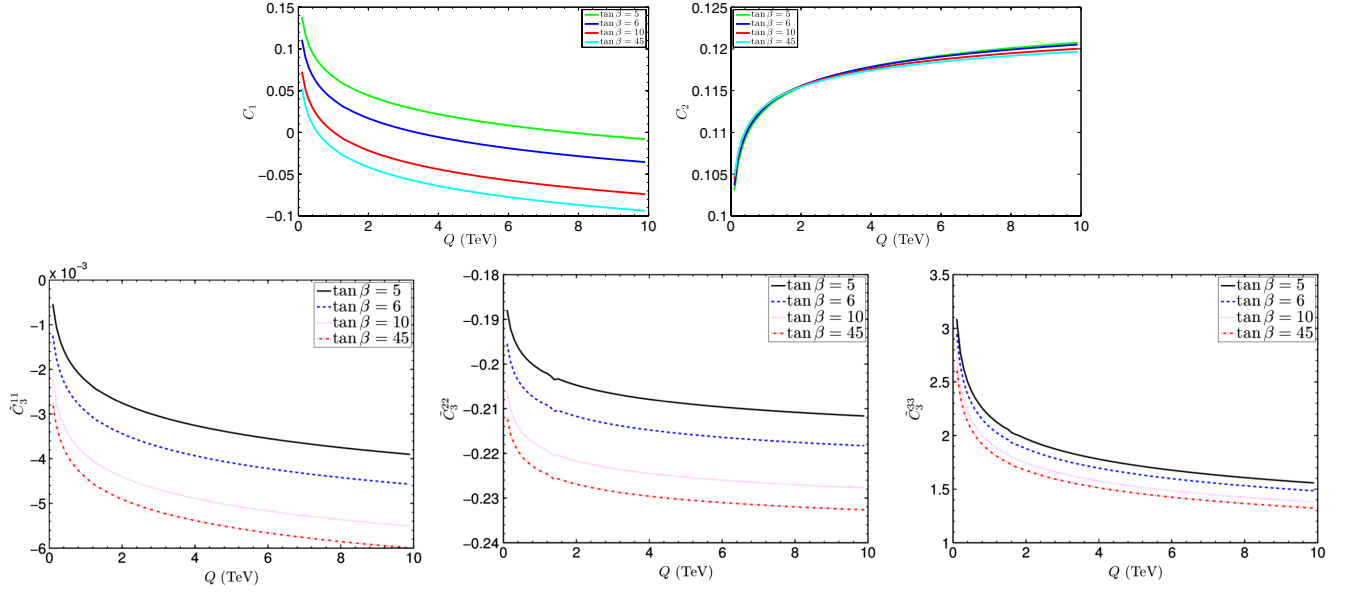 0.15
0.1
0.05
0
−0.05
−0.1
0 2 4 6 8 10
C₁
Q (TeV)
tan β = 5
tan β = 6
tan β = 10
tan β = 45
0.125
0.12
0.115
0.111
0.105
0.1
0 2 4 6 8 10
C₂
Q (TeV)
tan β = 5
tan β = 6
tan β = 10
tan β = 45
x 10⁻³
0
−1
−2
−3
−4
−5
−6
0 2 4 6 8 10
C̃₃¹¹
Q (TeV)
tan β = 5
tan β = 6
tan β = 10
tan β = 45
−0.18
−0.19
−0.2
−0.21
−0.22
−0.23
−0.24
0 2 4 6 8 10
C̃₃²²
Q (TeV)
tan β = 5
tan β = 6
tan β = 10
tan β = 45
3.5
3
2.5
2
1.5
1
0 2 4 6 8 10
C̃₃³³
Q (TeV)
tan β = 5
tan β = 6
tan β = 10
tan β = 45